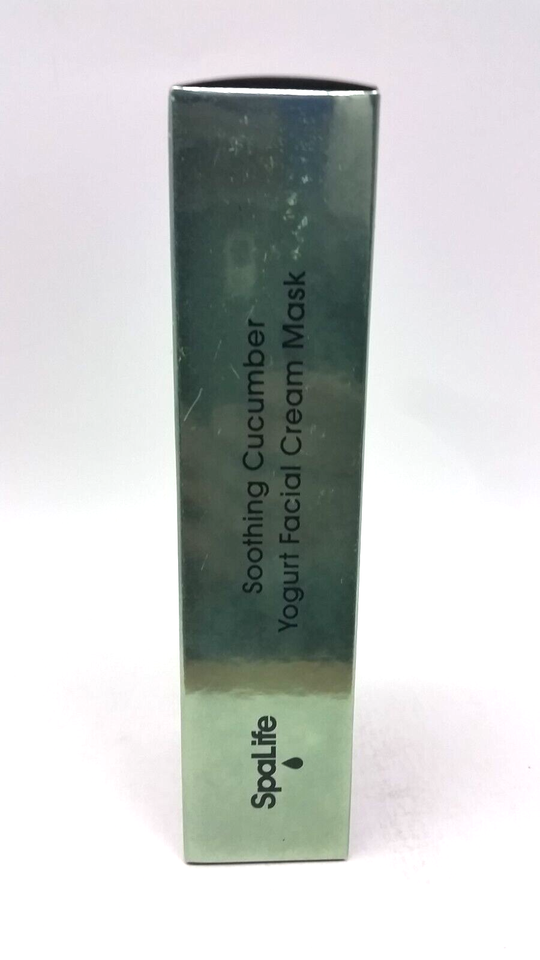 Soothing Cucumber
Yogurt Facial Cream Mask
SpaLife